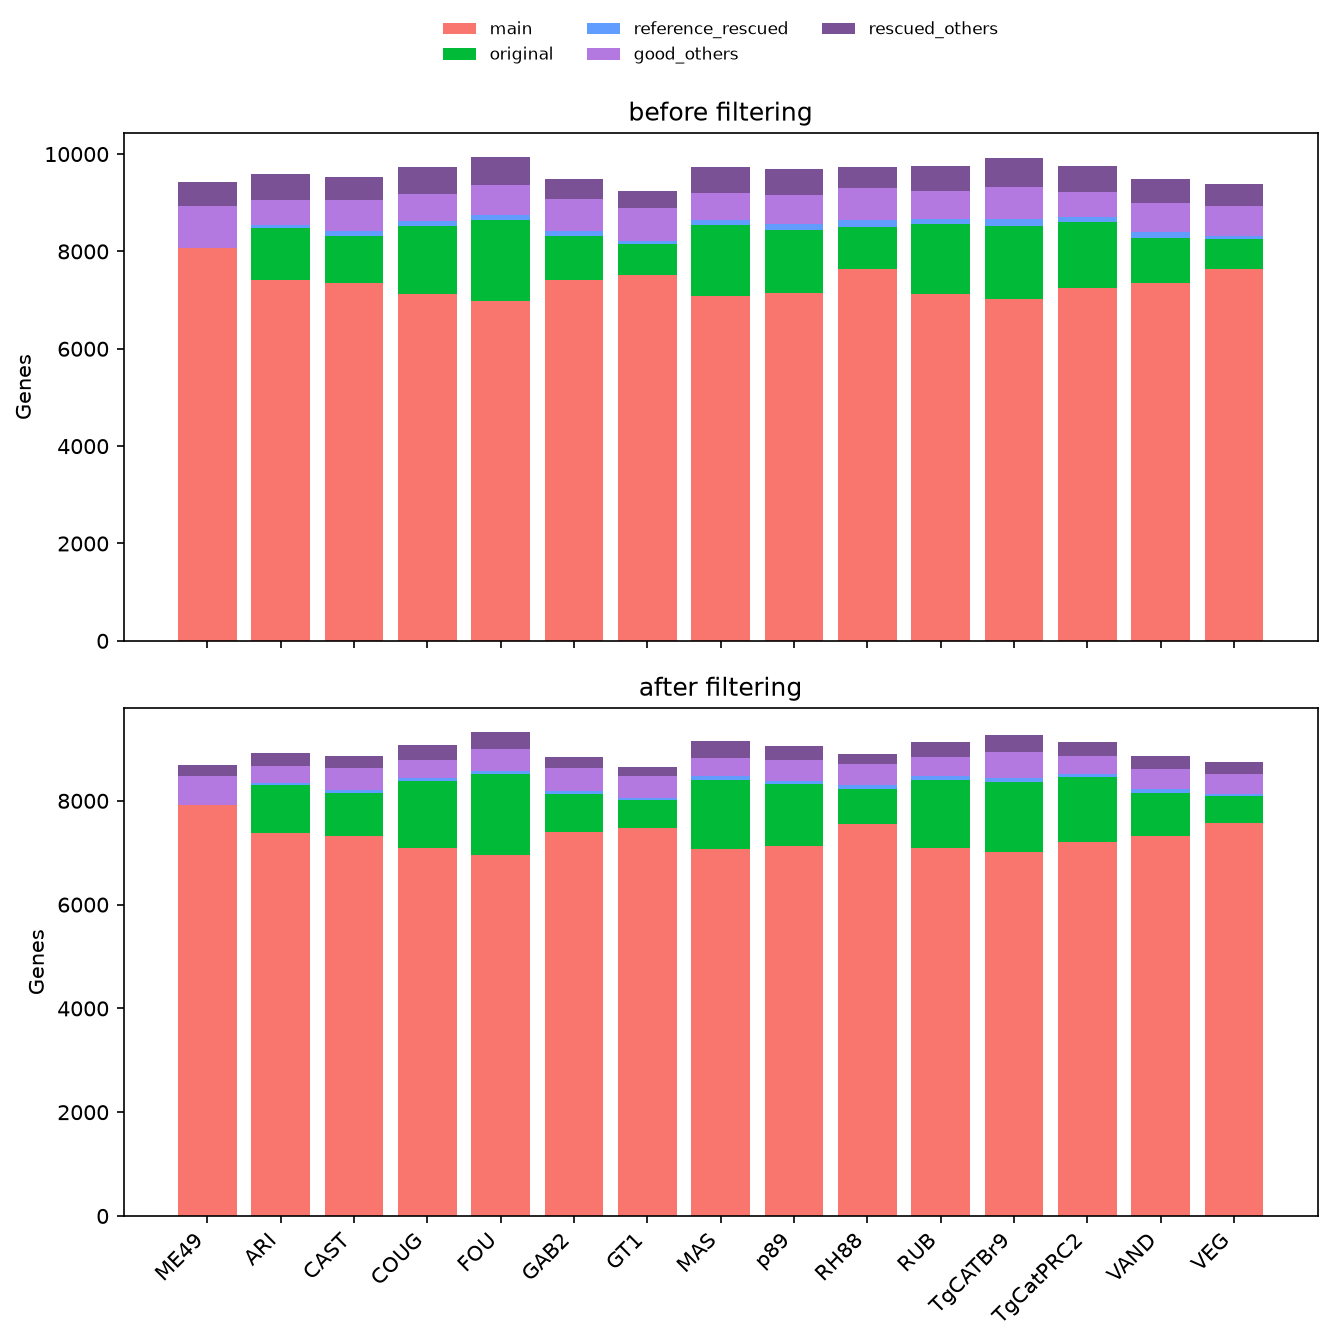 main reference_rescued rescued_others
original good_others
before filtering
10000
8000
6000
4000
2000
0
Genes
after filtering
8000
6000
4000
2000
0
Genes
ME49 ARI CAST COUG FOU GAB2 GT1 MAS p89 RH88 RUB TgCATBr9 TgCatPRC2 VAND VEG